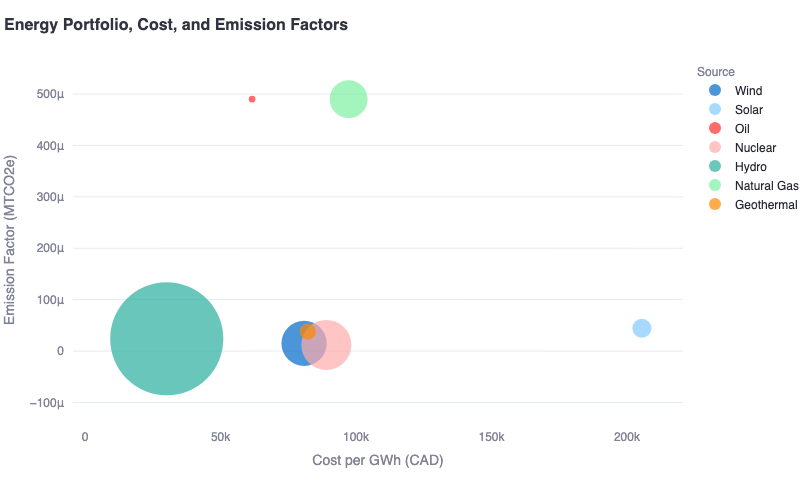 Energy Portfolio, Cost, and Emission Factors
Source
Wind
Solar
Oil
Nuclear
Hydro
Natural Gas
Geothermal
Emission Factor (MTCO2e)
500μ
400μ
300μ
200μ
100μ
0
−100μ
0
50k
100k
150k
200k
Cost per GWh (CAD)